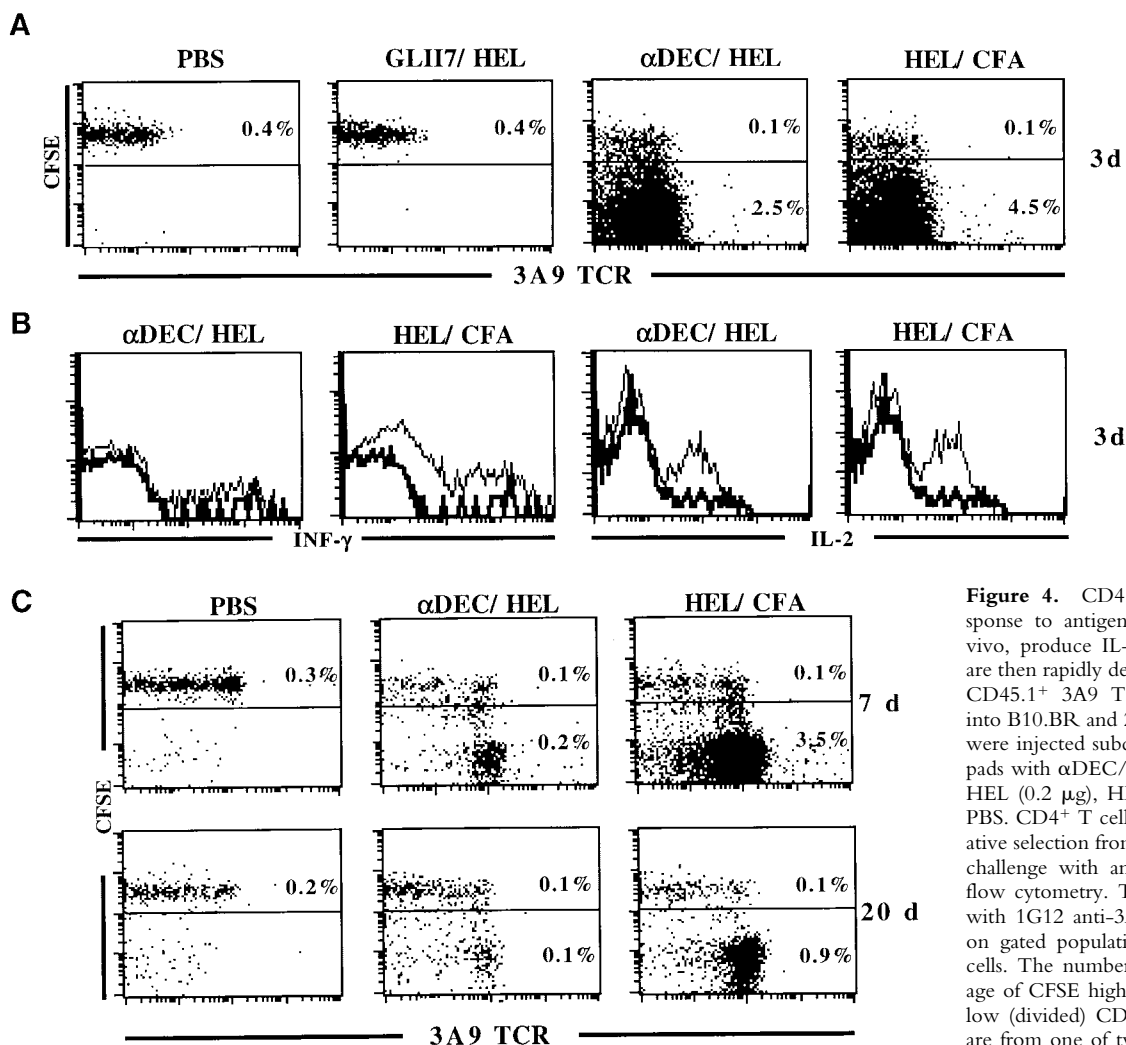 A
PBS
GLII7/ HEL
αDEC/ HEL
HEL/ CFA
CFSE
0.4%
0.4%
0.1%
2.5%
0.1%
4.5%
3d
3A9 TCR
B
αDEC/ HEL
HEL/ CFA
αDEC/ HEL
HEL/ CFA
3d
INF-γ
IL-2
C
PBS
αDEC/ HEL
HEL/ CFA
CFSE
0.3%
0.1%
0.2%
0.1%
3.5%
7 d
0.2%
0.1%
0.1%
0.1%
0.9%
20 d
3A9 TCR
Figure 4. CD4
sponse to antigen
vivo, produce IL-
are then rapidly de
CD45.1+ 3A9 T
into B10.BR and 2
were injected subc
pads with αDEC/
HEL (0.2 μg), HE
PBS. CD4+ T cell
ative selection from
challenge with an
flow cytometry. T
with 1G12 anti-3
on gated populati
cells. The number
age of CFSE high
low (divided) CD
are from one of tw